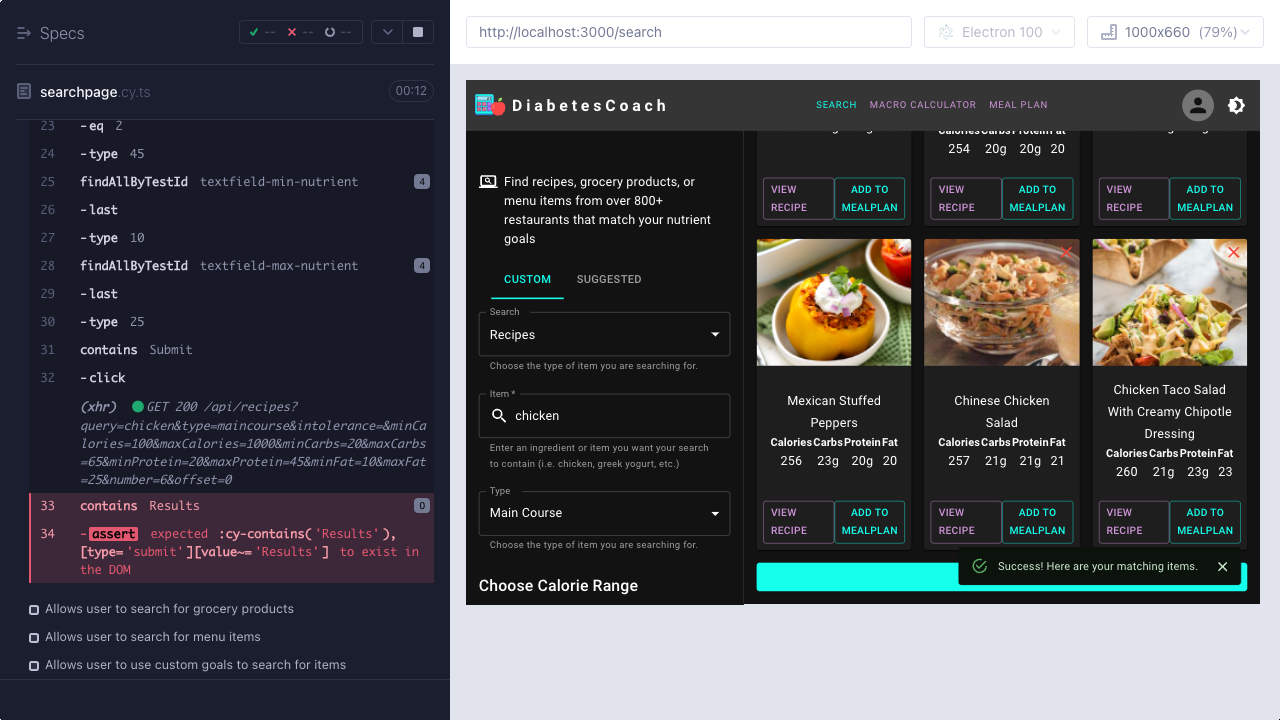 Specs
-- -- --
searchpage.cy.ts
00:12
23 -eq 2
24 -type 45
25 findAllByTestId textfield-min-nutrient 4
26 -last
27 -type 10
28 findAllByTestId textfield-max-nutrient 4
29 -last
30 -type 25
31 contains Submit
32 -click
(xhr) GET 200 /api/recipes?
query=chicken&type=maincourse&intolerance=&minCa
lories=100&maxCalories=1000&minCarbs=20&maxCarbs
=65&minProtein=20&maxProtein=45&minFat=10&maxFat
=25&number=6&offset=0
33 contains Results 0
34 -assert expected :cy-contains('Results'),
[type='submit'][value~='Results'] to exist in
the DOM
Allows user to search for grocery products
Allows user to search for menu items
Allows user to use custom goals to search for items
http://localhost:3000/search
Electron 100
1000x660 (79%)
DiabetesCoach
SEARCH MACRO CALCULATOR MEAL PLAN
Find recipes, grocery products, or
menu items from over 800+
restaurants that match your nutrient
goals
CUSTOM SUGGESTED
Search
Recipes
Choose the type of item you are searching for.
Item *
chicken
Enter an ingredient or item you want your search
to contain (i.e. chicken, greek yogurt, etc.)
Type
Main Course
Choose the type of item you are searching for.
Choose Calorie Range
Calories Carbs Protein Fat
254 20g 20g 20
VIEW RECIPE
ADD TO MEALPLAN
VIEW RECIPE
ADD TO MEALPLAN
VIEW RECIPE
ADD TO MEALPLAN
Mexican Stuffed
Peppers
Calories Carbs Protein Fat
256 23g 20g 20
VIEW RECIPE
ADD TO MEALPLAN
Chinese Chicken
Salad
Calories Carbs Protein Fat
257 21g 21g 21
VIEW RECIPE
ADD TO MEALPLAN
Chicken Taco Salad
With Creamy Chipotle
Dressing
Calories Carbs Protein Fat
260 21g 23g 23
VIEW RECIPE
ADD TO MEALPLAN
Success! Here are your matching items.